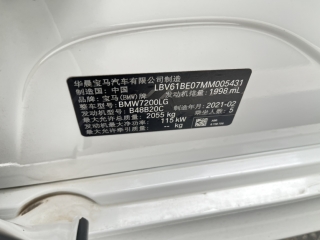 华晨宝马汽车有限公司制造
制造国：中国 LBV61BE07MM005431
品牌：宝马(BMW)牌 发动机排量：1998 mL
整车型号：BMW7200LG 制造年月：2021-02
发动机型号：B48B20C 乘坐人数：5
最大允许总质量：2055 kg
发动机最大净功率：115 kW
最大允许 -- kg